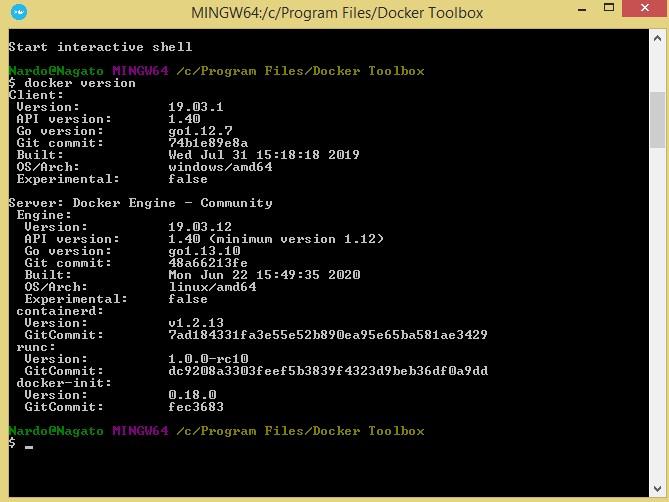 MINGW64:/c/Program Files/Docker Toolbox
Start interactive shell
Nardo@Nagato MINGW64 /c/Program Files/Docker Toolbox
$ docker version
Client:
 Version:           19.03.1
 API version:       1.40
 Go version:        go1.12.7
 Git commit:        74b1e89e8a
 Built:             Wed Jul 31 15:18:18 2019
 OS/Arch:           windows/amd64
 Experimental:      false
Server: Docker Engine - Community
 Engine:
  Version:          19.03.12
  API version:      1.40 (minimum version 1.12)
  Go version:       go1.13.10
  Git commit:       48a66213fe
  Built:            Mon Jun 22 15:49:35 2020
  OS/Arch:          linux/amd64
  Experimental:     false
 containerd:
  Version:          v1.2.13
  GitCommit:        7ad184331fa3e55e52b890ea95e65ba581ae3429
 runc:
  Version:          1.0.0-rc10
  GitCommit:        dc9208a3303feef5b3839f4323d9beb36df0a9dd
 docker-init:
  Version:          0.18.0
  GitCommit:        fec3683
Nardo@Nagato MINGW64 /c/Program Files/Docker Toolbox
$ _